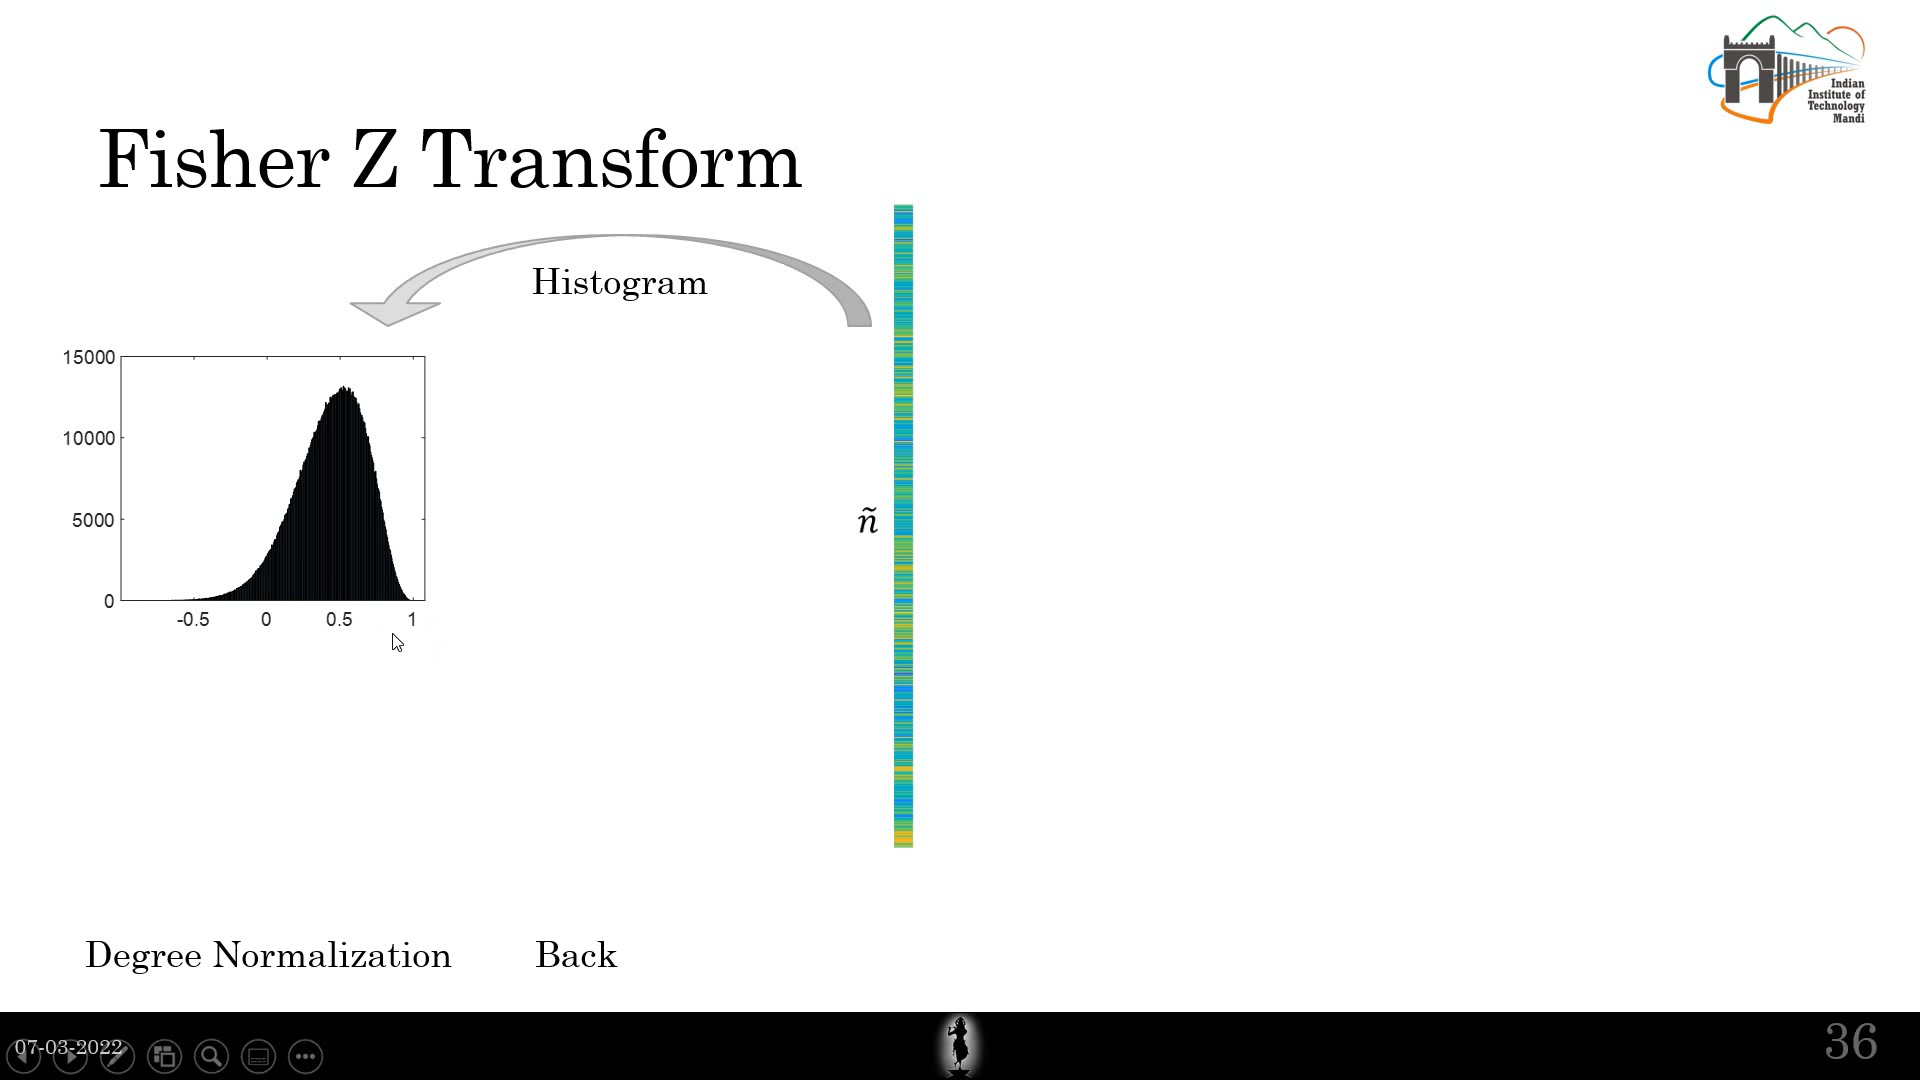 Indian
Institute of
Technology
Mandi
Fisher Z Transform
Histogram
15000
10000
5000
0
-0.5 0 0.5 1
ñ
Degree Normalization Back
07-03-2022
36